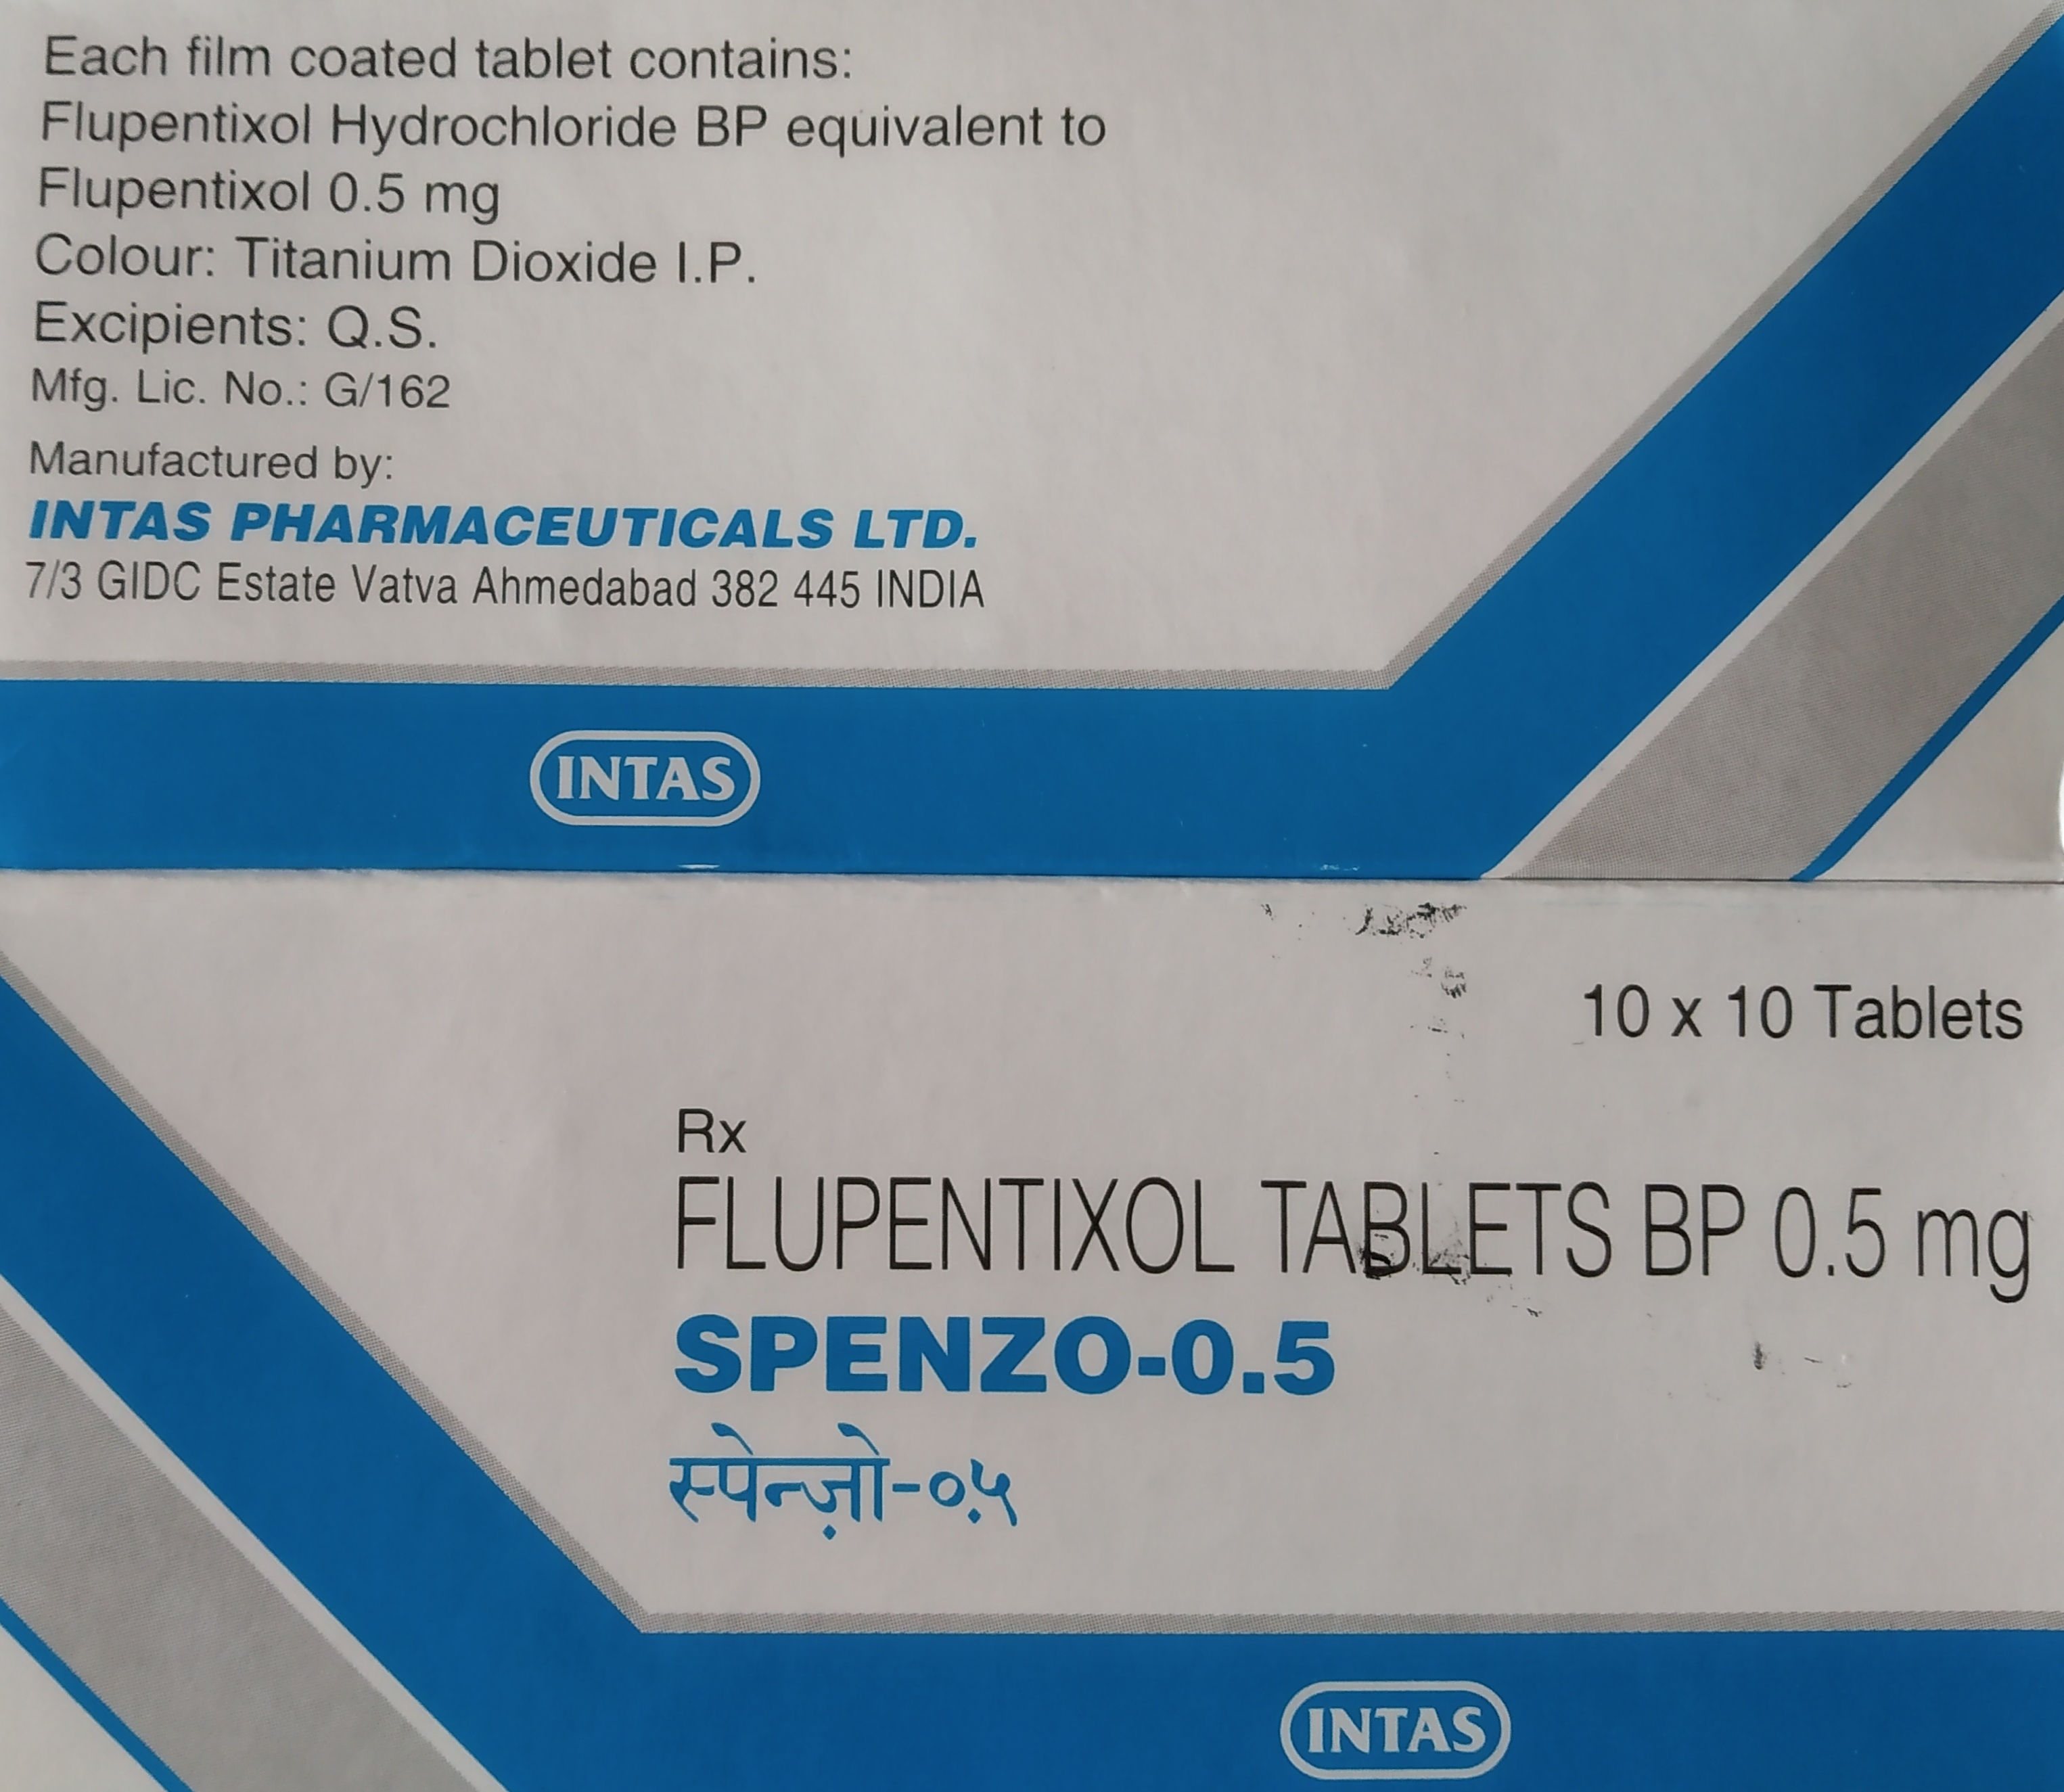 Each film coated tablet contains:
Flupentixol Hydrochloride BP equivalent to
Flupentixol 0.5 mg
Colour: Titanium Dioxide I.P.
Excipients: Q.S.
Mfg. Lic. No.: G/162
Manufactured by:
INTAS PHARMACEUTICALS LTD.
7/3 GIDC Estate Vatva Ahmedabad 382 445 INDIA
INTAS
10 x 10 Tablets
Rx
FLUPENTIXOL TABLETS BP 0.5 mg
SPENZO-0.5
स्पेन्ज़ो-०.५
INTAS